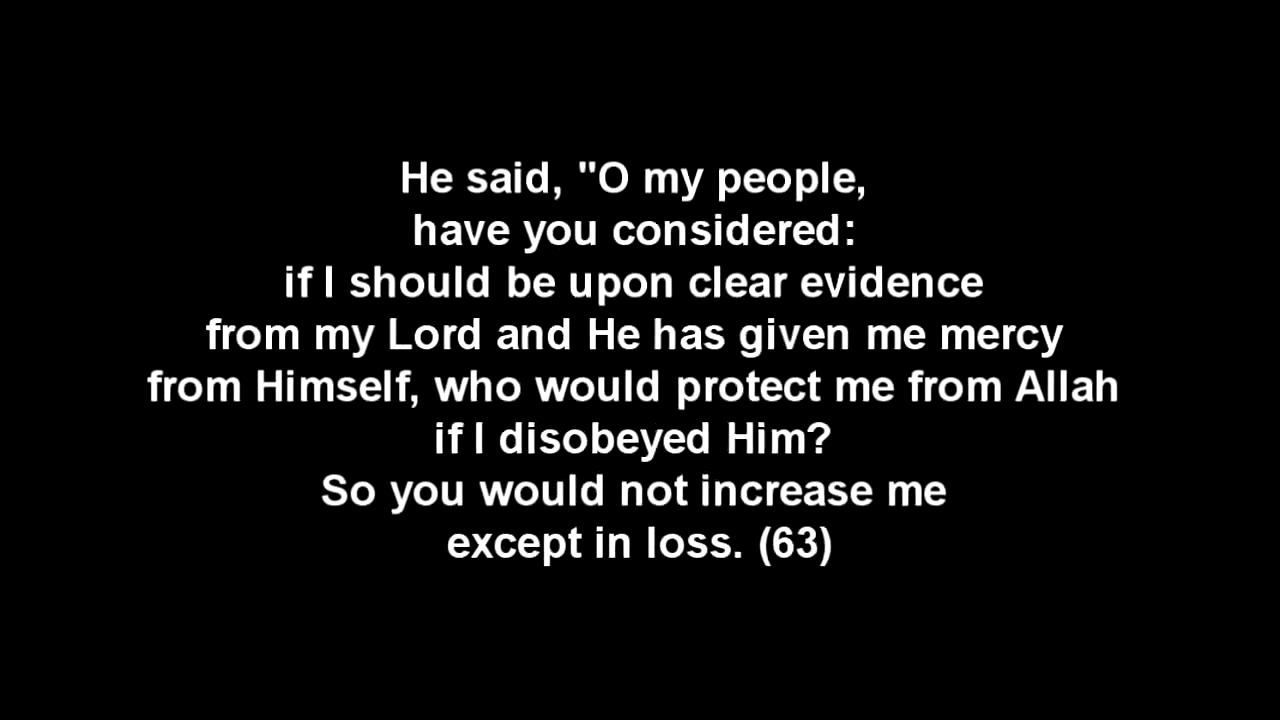 He said, "O my people,
have you considered:
if I should be upon clear evidence
from my Lord and He has given me mercy
from Himself, who would protect me from Allah
if I disobeyed Him?
So you would not increase me
except in loss. (63)